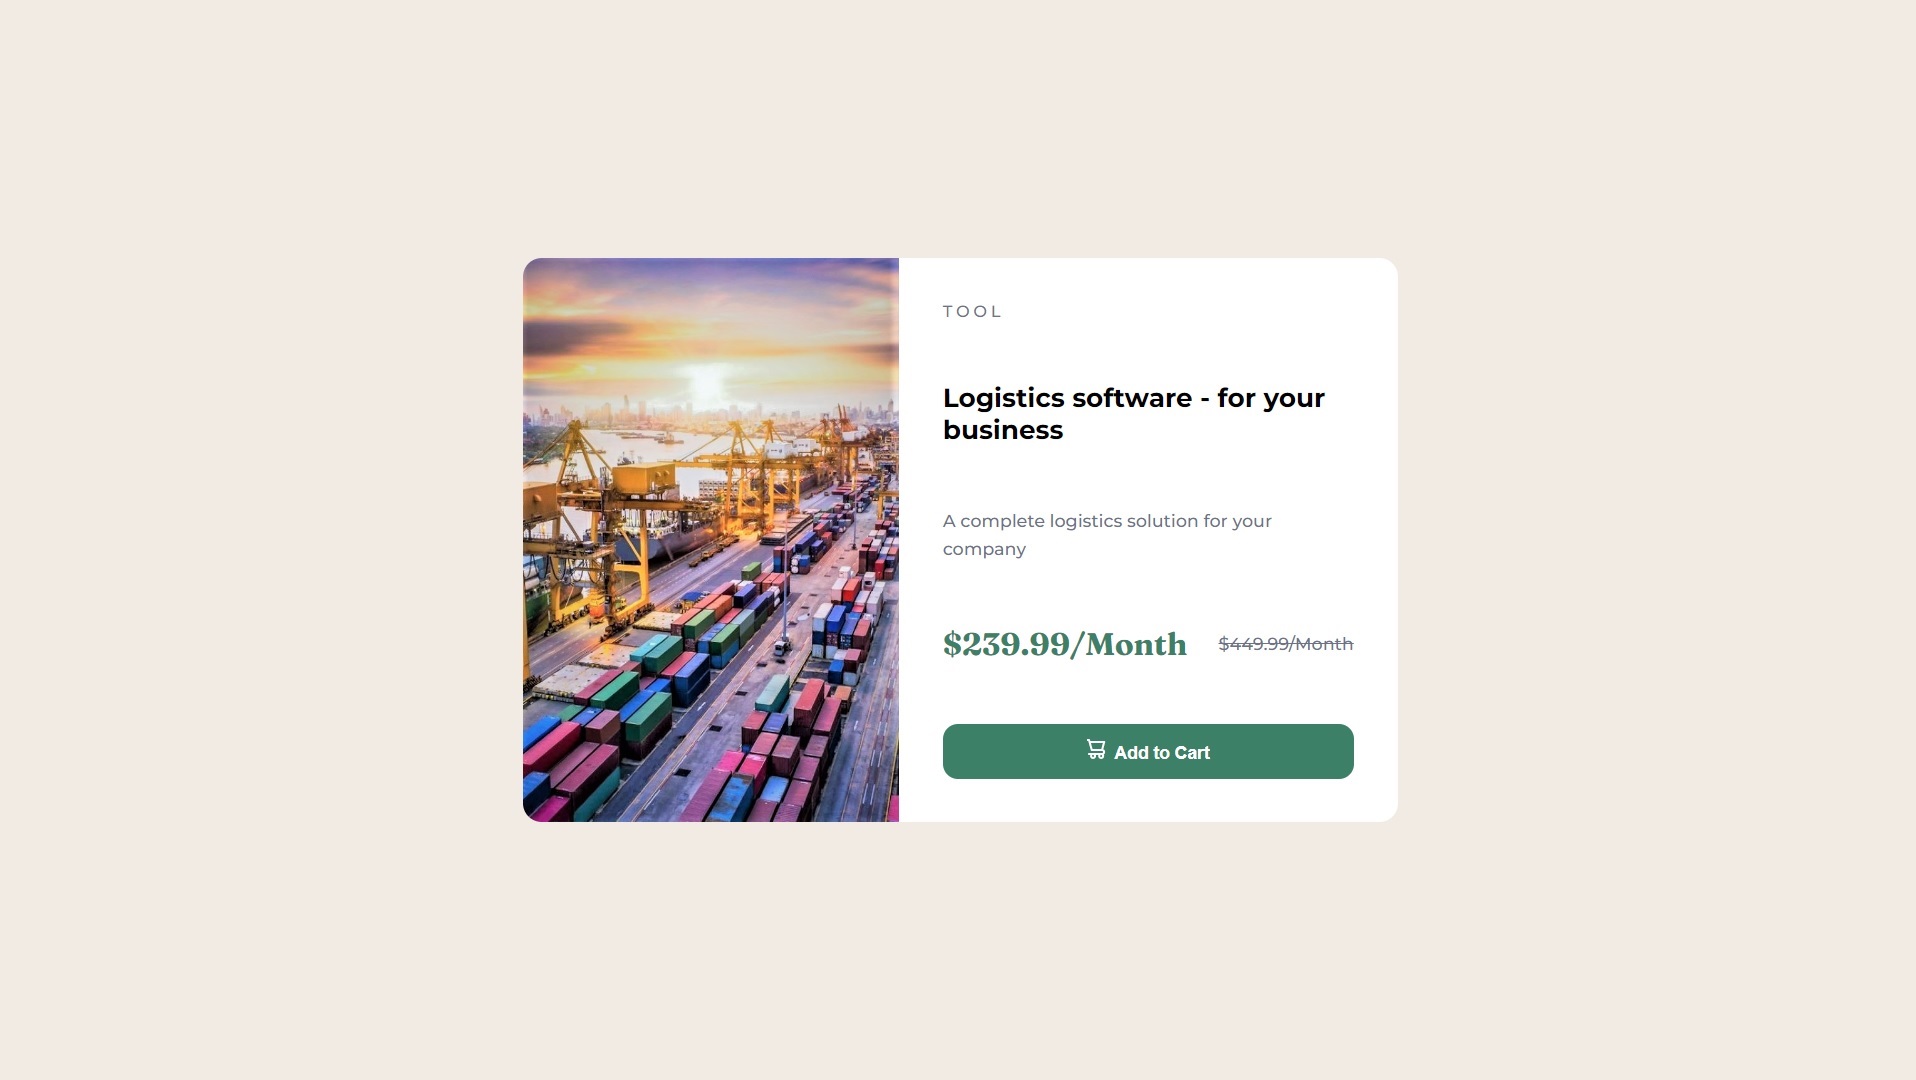 TOOL
Logistics software - for your
business
A complete logistics solution for your
company
$239.99/Month
$449.99/Month
Add to Cart